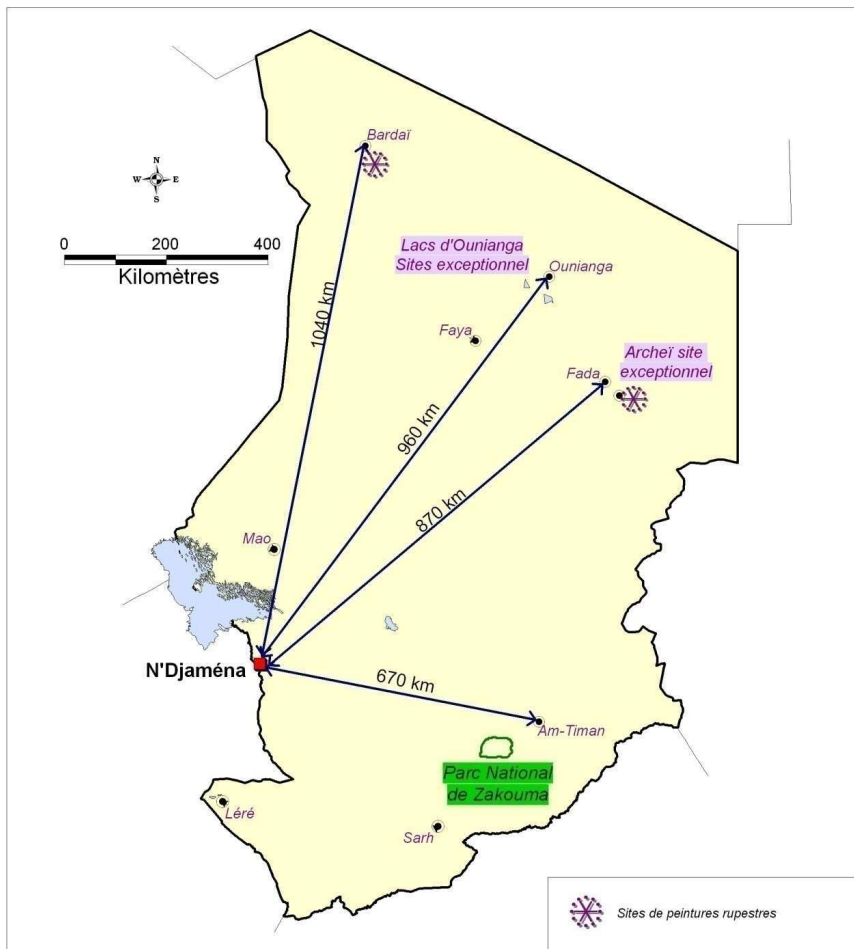 Bardaï
N
W E
S
0 200 400
Kilomètres
Lacs d'Ounianga
Sites exceptionnel
Ounianga
1040 km
Faya
Archeï site
exceptionnel
Fada
960 km
870 km
Mao
N'Djaména
670 km
Am-Timan
Parc National
de Zakouma
Léré
Sarh
Sites de peintures rupestres